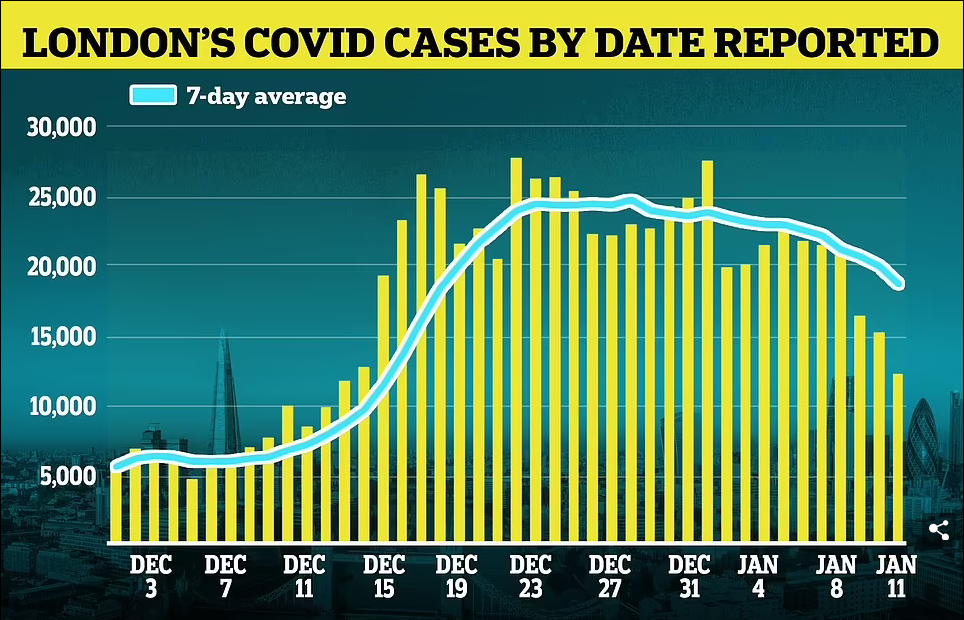 LONDON'S COVID CASES BY DATE REPORTED
7-day average
30,000
25,000
20,000
15,000
10,000
5,000
DEC DEC DEC DEC DEC DEC DEC DEC JAN JAN JAN
3 7 11 15 19 23 27 31 4 8 11